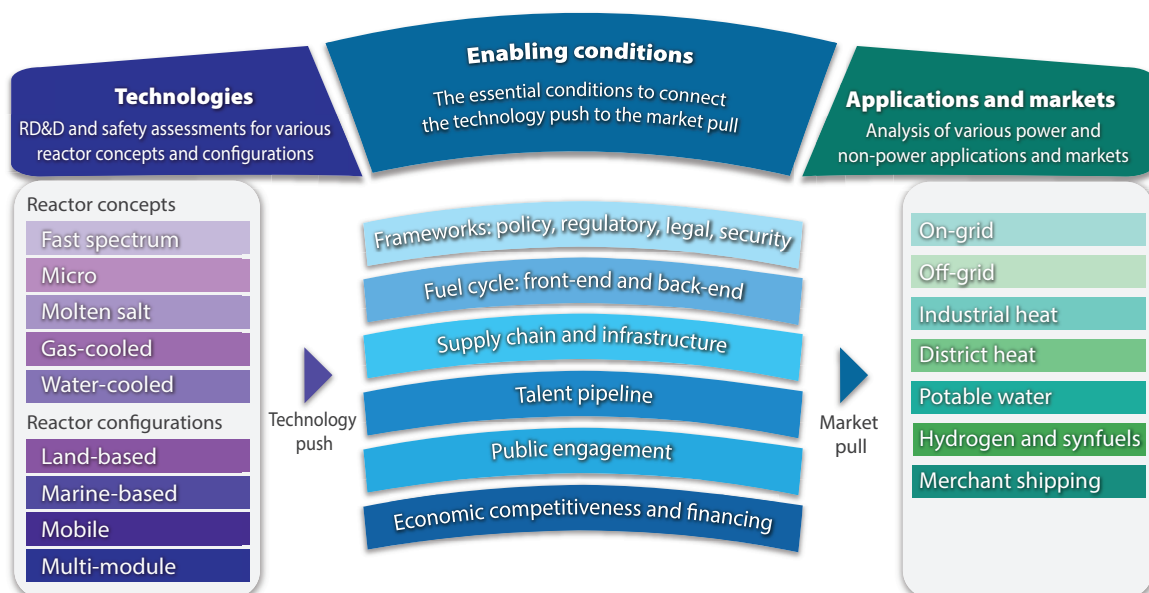 Technologies
RD&D and safety assessments for various
reactor concepts and configurations
Enabling conditions
The essential conditions to connect
the technology push to the market pull
Applications and markets
Analysis of various power and
non-power applications and markets
Reactor concepts
Fast spectrum
Micro
Molten salt
Gas-cooled
Water-cooled
Reactor configurations
Land-based
Marine-based
Mobile
Multi-module
Technology
push
Frameworks: policy, regulatory, legal, security
Fuel cycle: front-end and back-end
Supply chain and infrastructure
Talent pipeline
Public engagement
Economic competitiveness and financing
Market
pull
On-grid
Off-grid
Industrial heat
District heat
Potable water
Hydrogen and synfuels
Merchant shipping